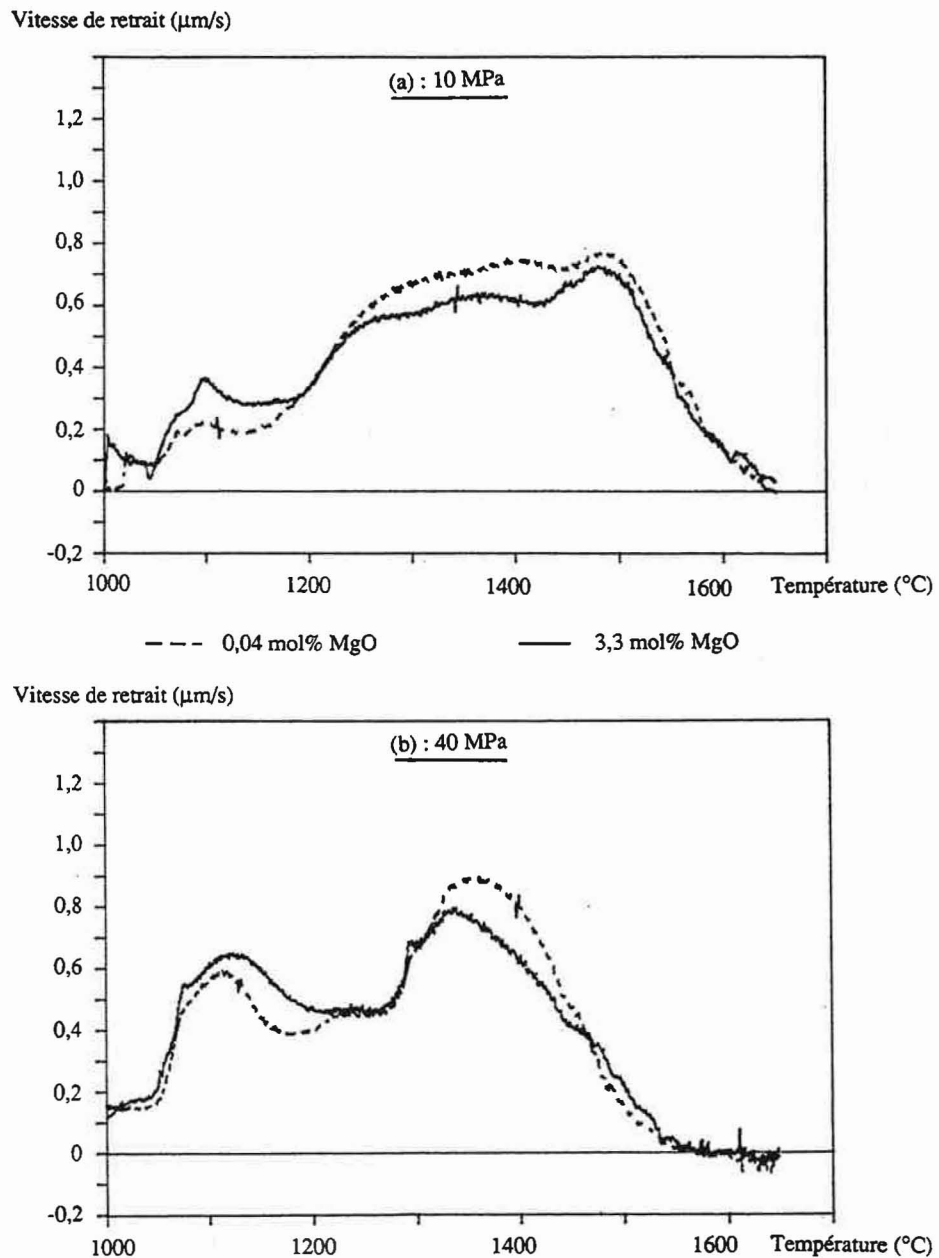 Vitesse de retrait (μm/s)
(a) : 10 MPa
1,2
1,0
0,8
0,6
0,4
0,2
0
-0,2
1000 1200 1400 1600 Température (°C)
0,04 mol% MgO 3,3 mol% MgO
Vitesse de retrait (μm/s)
(b) : 40 MPa
1,2
1,0
0,8
0,6
0,4
0,2
0
-0,2
1000 1200 1400 1600 Température (°C)